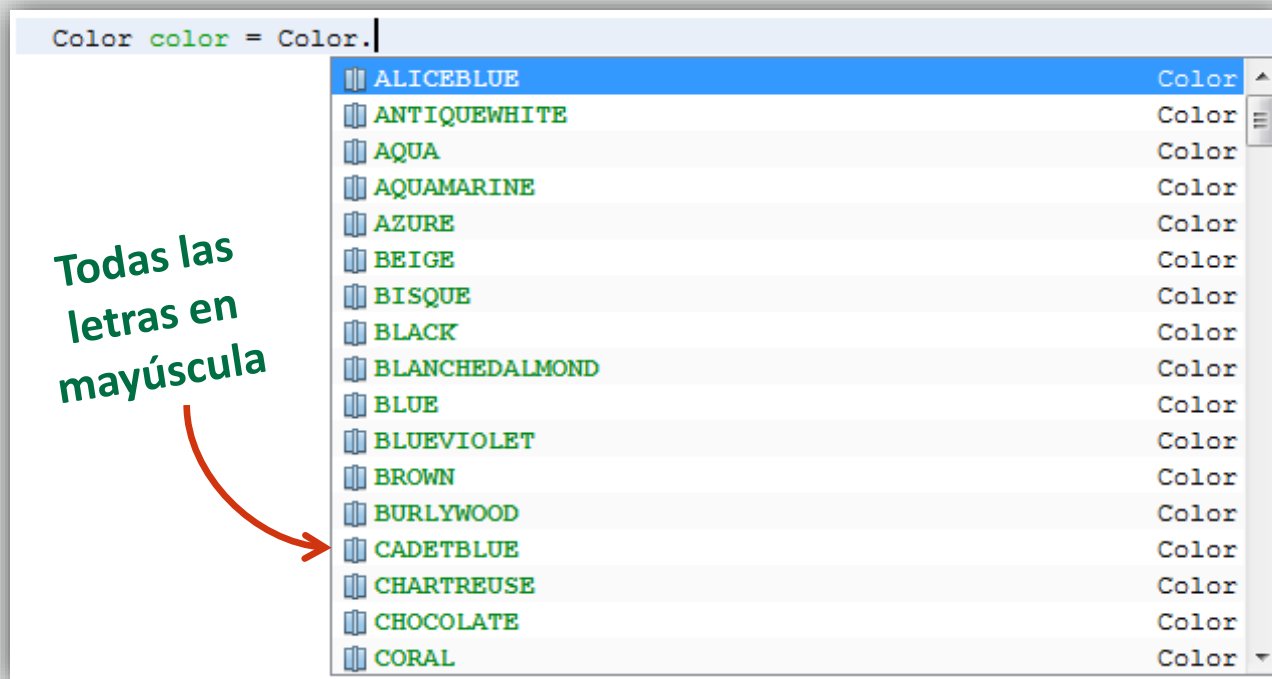 Color color = Color.
ALICEBLUE Color
ANTIQUEWHITE Color
AQUA Color
AQUAMARINE Color
AZURE Color
BEIGE Color
BISQUE Color
BLACK Color
BLANCHEDALMOND Color
BLUE Color
BLUEVIOLET Color
BROWN Color
BURLYWOOD Color
CADETBLUE Color
CHARTREUSE Color
CHOCOLATE Color
CORAL Color
Todas las
letras en
mayúscula